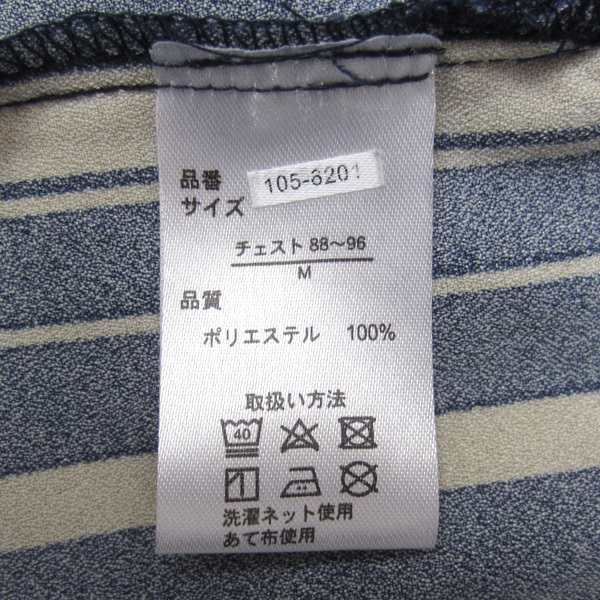 品番 105-6201
サイズ
チェスト 88～96
M
品質
ポリエステル 100%
取扱い方法
40
洗濯ネット使用
あて布使用